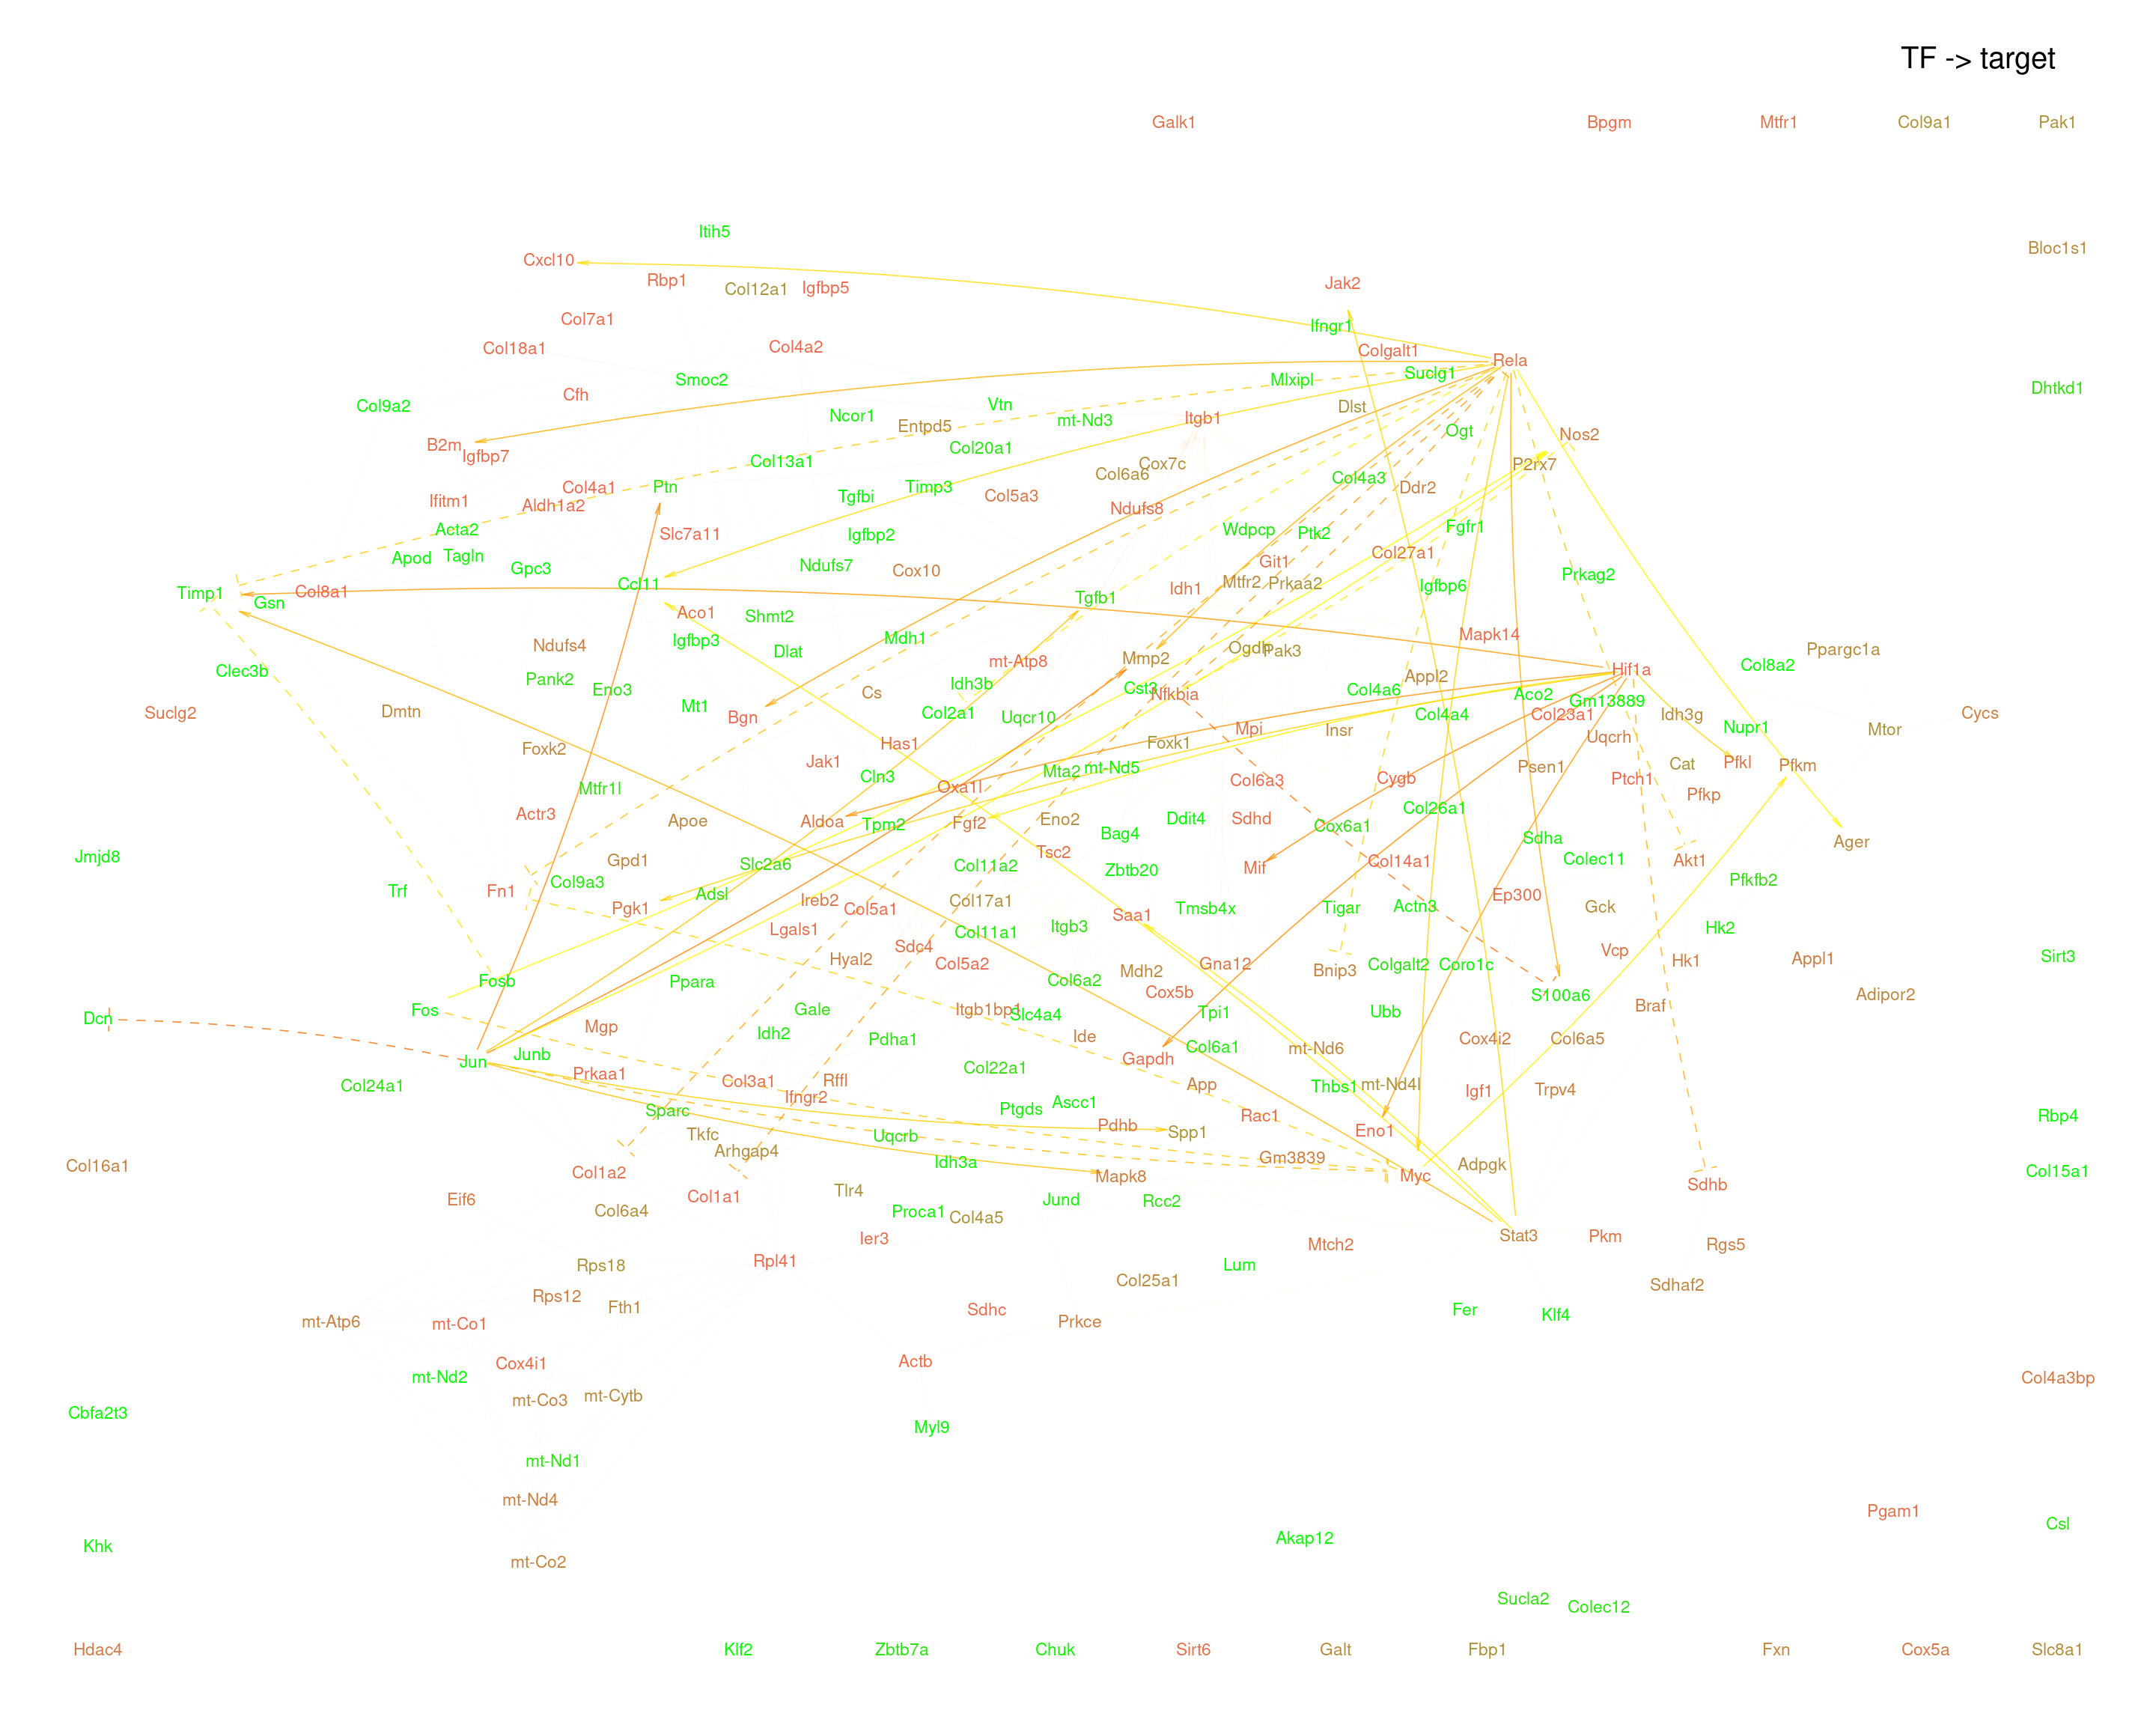 TF -> target
Galk1 Bpgm Mtfr1 Col9a1 Pak1
Itih5
Bloc1s1
Cxcl10
Rbp1 Col12a1 Igfbp5 Jak2
Col7a1 Ifngr1
Col18a1 Col4a2 Colgalt1 Rela
Smoc2 Mlxipl Suclg1 Dhtkd1
Cfh
Col9a2 Ncor1 Vtn Dlst
Entpd5 mt-Nd3 Itgb1 Ogt Nos2
B2m
Igfbp7 Col13a1 Col20a1 Cox7c P2rx7
Col6a6 Col4a3
Col4a1 Ptn Tgfbi Timp3 Col5a3 Ddr2
Ifitm1 Aldh1a2 Ndufs8
Acta2 Slc7a11 Igfbp2 Wdpcp Ptk2 Fgfr1
Apod Tagln Gpc3 Ndufs7 Cox10 Git1 Col27a1 Prkag2
Timp1 Gsn Col8a1 Ccl11 Tgfb1 Idh1 Mtfr2 Prkaa2 Igfbp6
Aco1 Shmt2
Ndufs4 Igfbp3 Dlat Mdh1 Ogdh Pak3 Mapk14 Ppargc1a
Clec3b mt-Atp8 Mmp2 Hif1a Col8a2
Pank2 Eno3 Cs Idh3b Cst3 Nfkbia Col4a6 Appl2 Aco2 Gm13889
Suclg2 Dmtn Mt1 Bgn Col2a1 Uqcr10 Col4a4 Col23a1 Idh3g Cycs
Foxk2 Has1 Foxk1 Mpi Insr Uqcrh Nupr1 Mtor
Jak1 Cln3 Mta2 mt-Nd5 Psen1 Cat Pfkl Pfkm
Mtfr1l Oxa1l Col6a3 Cygb Ptch1 Pfkp
Actr3 Apoe Aldoa Tpm2 Fgf2 Eno2 Ddit4 Sdhd Col26a1
Bag4 Cox6a1 Sdha Ager
Jmjd8 Gpd1 Slc2a6 Col11a2 Tsc2 Zbtb20 Mif Col14a1 Colec11 Akt1
Trf Fn1 Col9a3 Adsl Ireb2 Col17a1 Ep300 Pfkfb2
Pgk1 Col5a1 Saa1 Tmsb4x Tigar Actn3 Gck
Lgals1 Sdc4 Col11a1 Itgb3 Hk2
Hyal2 Col5a2 Mdh2 Gna12 Bnip3 Colgalt2 Coro1c Vcp Hk1 Appl1 Sirt3
Fosb Ppara Col6a2 Cox5b S100a6 Adipor2
Dcn Fos Gale Itgb1bp1 Slc4a4 Tpi1 Ubb Braf
Mgp Idh2 Pdha1 Ide Col6a1 mt-Nd6 Cox4i2 Col6a5
Jun Junb Gapdh
Col24a1 Prkaa1 Col3a1 Rffl Col22a1 App Thbs1 mt-Nd4l Igf1 Trpv4
Ifngr2
Sparc Ptgds Ascc1 Rac1 Rbp4
Tkfc Uqcrb Pdhb Spp1 Eno1
Col16a1 Arhgap4 Idh3a Gm3839 Adpgk Col15a1
Col1a2 Mapk8 Myc Sdhb
Eif6 Col6a4 Col1a1 Tlr4 Proca1 Col4a5 Jund Rcc2
Ier3 Mtch2 Stat3 Pkm Rgs5
Rps18 Rpl41 Col25a1 Lum
Rps12 Sdhaf2
mt-Atp6 mt-Co1 Fth1 Sdhc Prkce Fer Klf4
Cox4i1 Actb
mt-Nd2 Col4a3bp
mt-Co3 mt-Cytb
Cbfa2t3 Myl9
mt-Nd1
mt-Nd4 Pgam1
Khk Akap12 Csl
mt-Co2
Sucla2 Colec12
Hdac4 Klf2 Zbtb7a Chuk Sirt6 Galt Fbp1 Fxn Cox5a Slc8a1